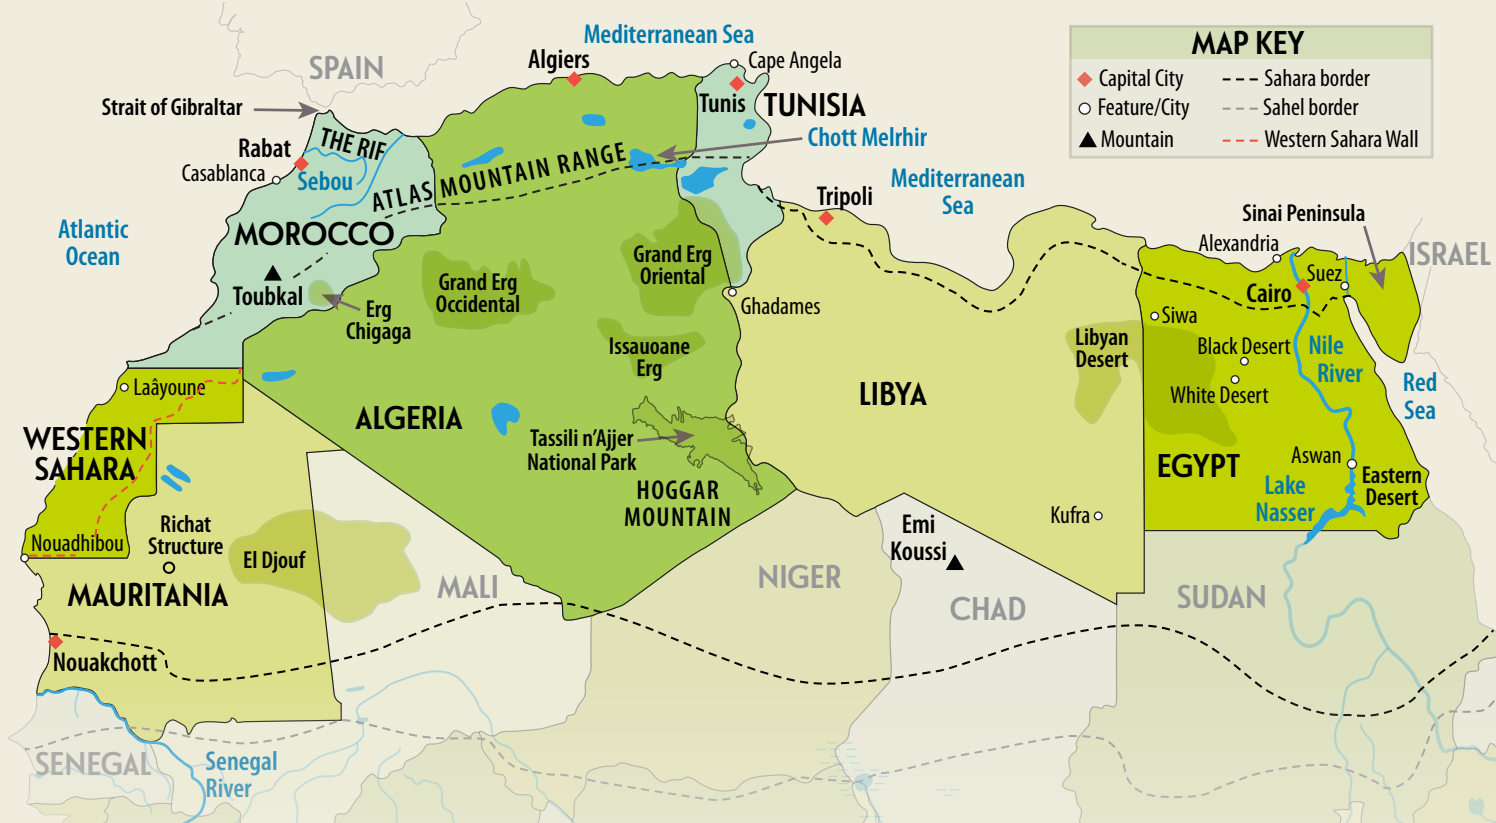 Mediterranean Sea
SPAIN
Algiers
Cape Angela
Strait of Gibraltar
Tunis
TUNISIA
THE RIF
Rabat
Chott Melrhir
Casablanca
Sebou
ATLAS MOUNTAIN RANGE
Mediterranean
Sea
Tripoli
Atlantic
Ocean
MOROCCO
Toubkal
Erg
Chigaga
Grand Erg
Occidental
Grand Erg
Oriental
Ghadames
Issauoane
Erg
MAP KEY
Capital City
Feature/City
Mountain
Sahara border
Sahel border
Western Sahara Wall
Sinai Peninsula
Alexandria
ISRAEL
Suez
Cairo
Siwa
Libyan
Desert
Black Desert
White Desert
Nile
River
Red
Sea
Laâyoune
WESTERN
SAHARA
ALGERIA
LIBYA
EGYPT
Tassili n'Ajjer
National Park
HOGGAR
MOUNTAIN
Aswan
Eastern
Desert
Lake
Nasser
Kufra
Emi
Koussi
Nouadhibou
Richat
Structure
El Djouf
MAURITANIA
MALI
NIGER
CHAD
SUDAN
Nouakchott
SENEGAL
Senegal
River